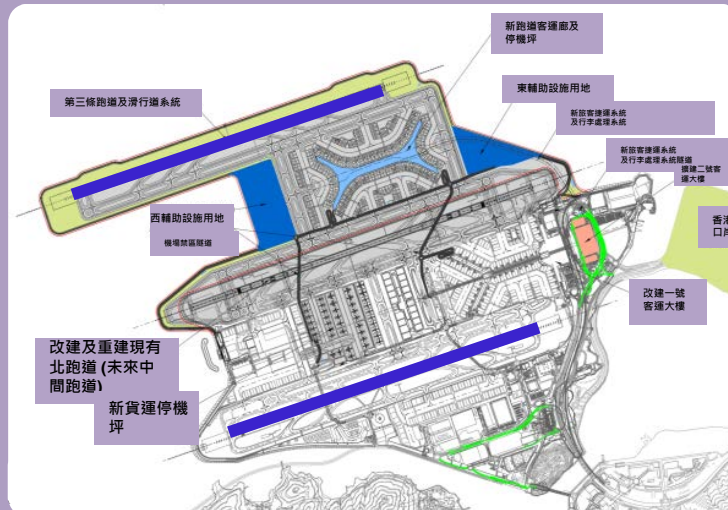 新跑道客運廊及
停機坪
東輔助設施用地
第三條跑道及滑行道系統
新旅客捷運系統
及行李處理系統
新旅客捷運系統
及行李處理系統隧道
擴建二號客
運大樓
西輔助設施用地
機場禁區隧道
香港
口岸
改建一號
客運大樓
改建及重建現有
北跑道 (未來中
間跑道)
新貨運停機
坪